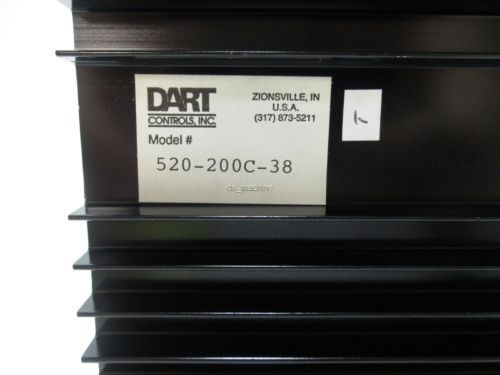 DART
CONTROLS, INC.
ZIONSVILLE, IN
U.S.A.
(317) 873-5211
Model #
520-200C-38
ds_machine